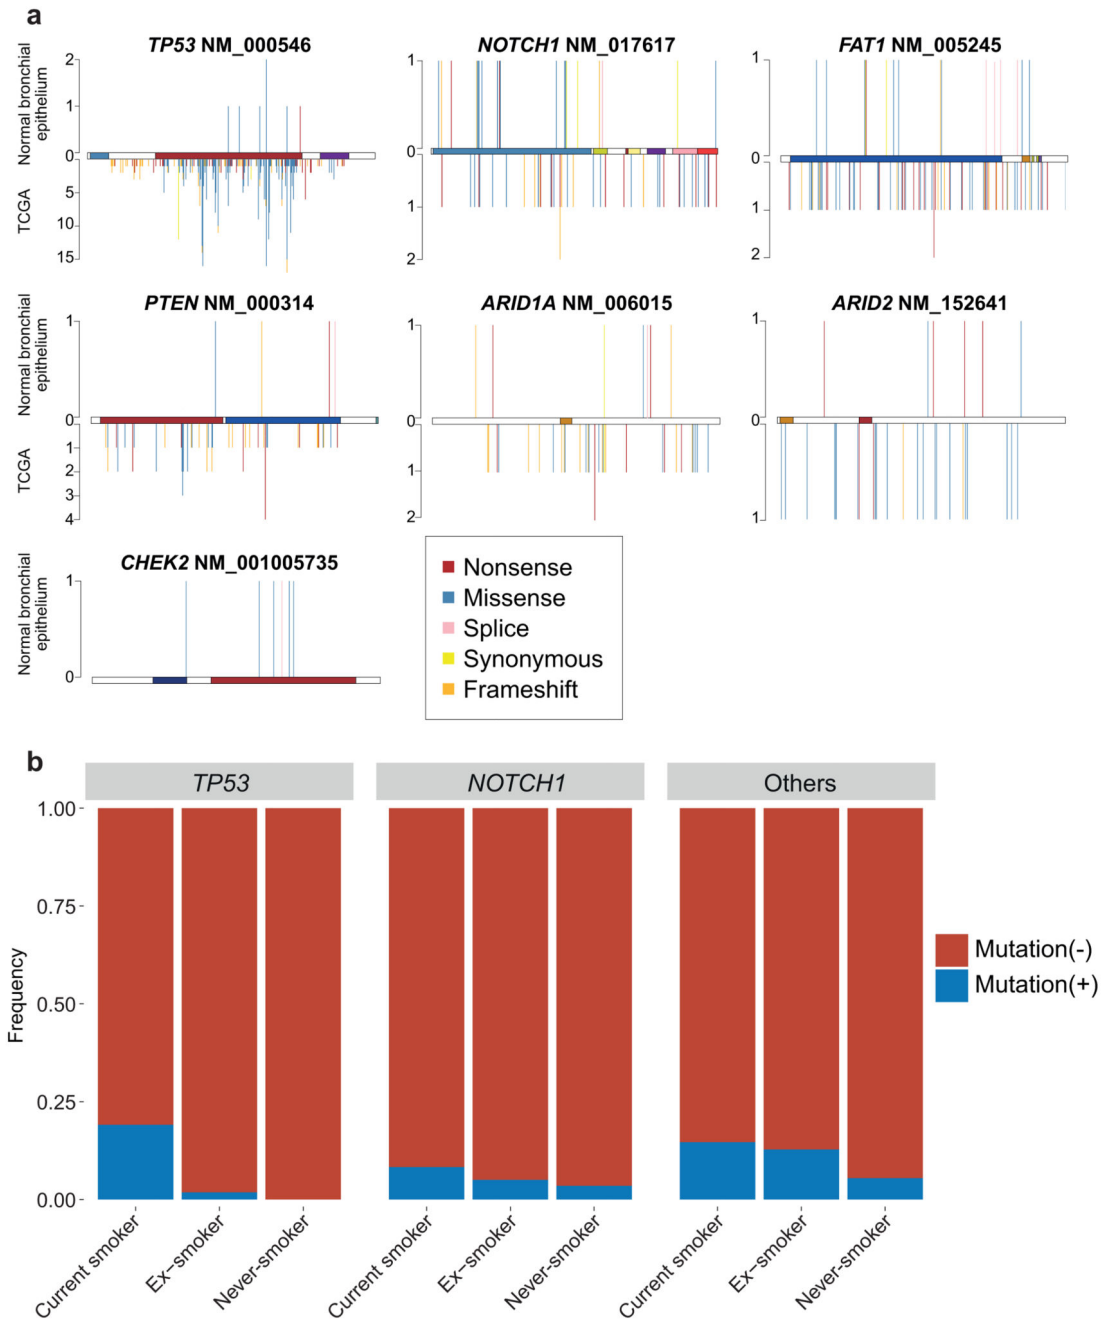 a
TP53 NM_000546
NOTCH1 NM_017617
FAT1 NM_005245
Normal bronchial
epithelium
TCGA
2
1
0
5
10
15
1
0
1
2
1
0
1
2
PTEN NM_000314
ARID1A NM_006015
ARID2 NM_152641
Normal bronchial
epithelium
TCGA
1
0
1
2
3
4
1
0
1
2
1
0
1
CHEK2 NM_001005735
Normal bronchial
epithelium
1
0
Nonsense
Missense
Splice
Synonymous
Frameshift
b
TP53
NOTCH1
Others
Frequency
1.00
0.75
0.50
0.25
0.00
Mutation(-)
Mutation(+)
Current smoker
Ex-smoker
Never-smoker
Current smoker
Ex-smoker
Never-smoker
Current smoker
Ex-smoker
Never-smoker